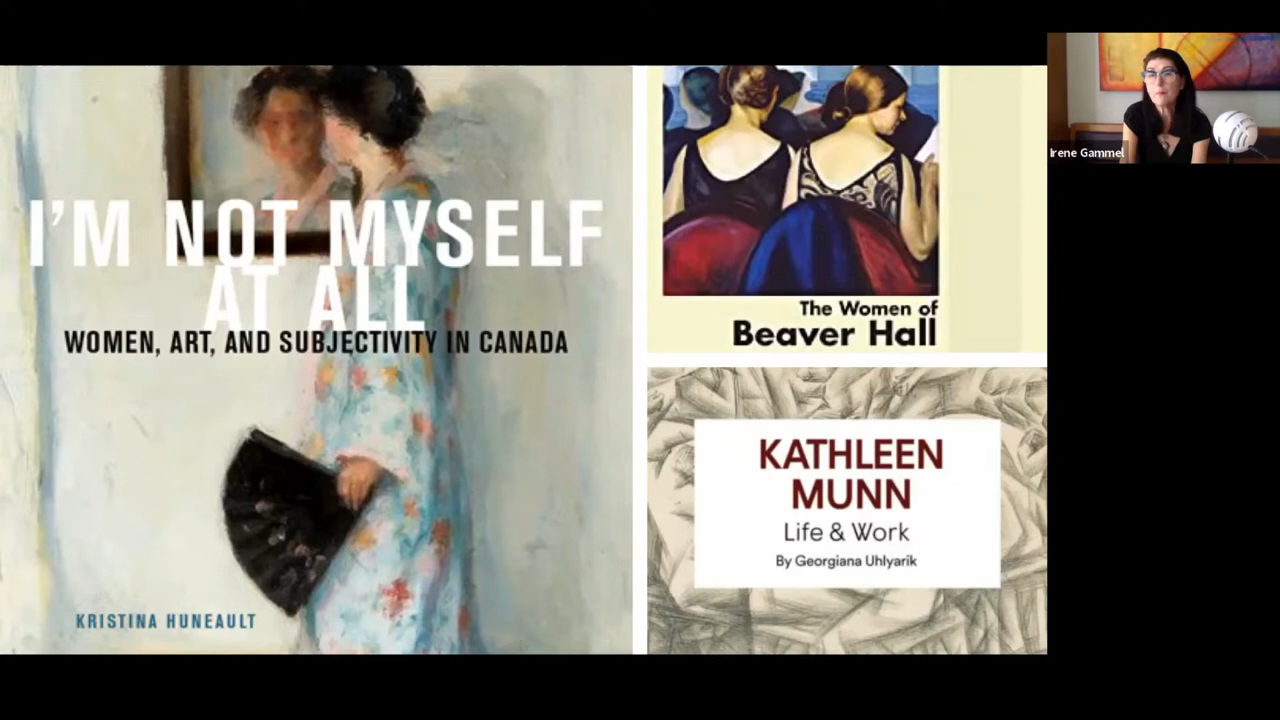 I'M NOT MYSELF
AT ALL
WOMEN, ART, AND SUBJECTIVITY IN CANADA
KRISTINA HUNEAULT
The Women of
Beaver Hall
KATHLEEN
MUNN
Life & Work
By Georgiana Uhlyarik
Irene Gammel